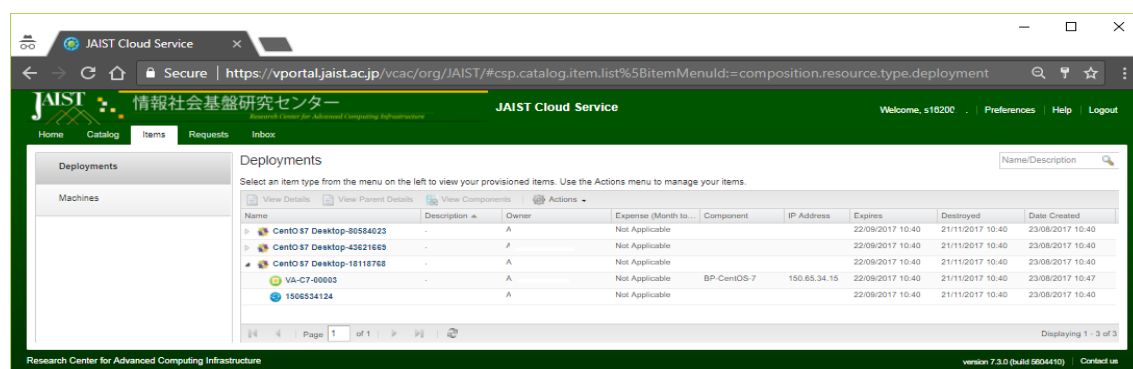 JAIST Cloud Service
Secure https://vportal.jaist.ac.jp/vcac/org/JAIST/#csp.catalog.item.list%5BitemMenuId:=composition.resource.type.deployment
JAIST 情報社会基盤研究センター JAIST Cloud Service Welcome, s1620 Preferences Help Logout
Research Center for Advanced Computing Infrastructure
Home Catalog Items Requests Inbox
Deployments
Machines
Deployments Name/Description
Select an item type from the menu on the left to view your provisioned items. Use the Actions menu to manage your items.
View Details View Parent Details View Components Actions
Name Description Owner Expense (Month to... Component IP Address Expires Destroyed Date Created
CentOS7 Desktop-80584023 - A Not Applicable 22/09/2017 10:40 21/11/2017 10:40 23/08/2017 10:40
CentOS7 Desktop-43621669 - Not Applicable 22/09/2017 10:40 21/11/2017 10:40 23/08/2017 10:40
CentOS7 Desktop-18118768 - A Not Applicable 22/09/2017 10:40 21/11/2017 10:40 23/08/2017 10:40
VA-C7-00003 - A Not Applicable BP-CentOS-7 150.65.34.15 22/09/2017 10:40 21/11/2017 10:40 23/08/2017 10:47
1506534124 A Not Applicable 22/09/2017 10:40 21/11/2017 10:40 23/08/2017 10:40
Page 1 of 1 Displaying 1 - 3 of 3
Research Center for Advanced Computing Infrastructure version 7.3.0 (build 5604410) Contact us